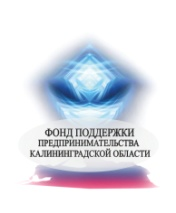 ФОНД ПОДДЕРЖКИ
ПРЕДПРИНИМАТЕЛЬСТВА
КАЛИНИНГРАДСКОЙ ОБЛАСТИ